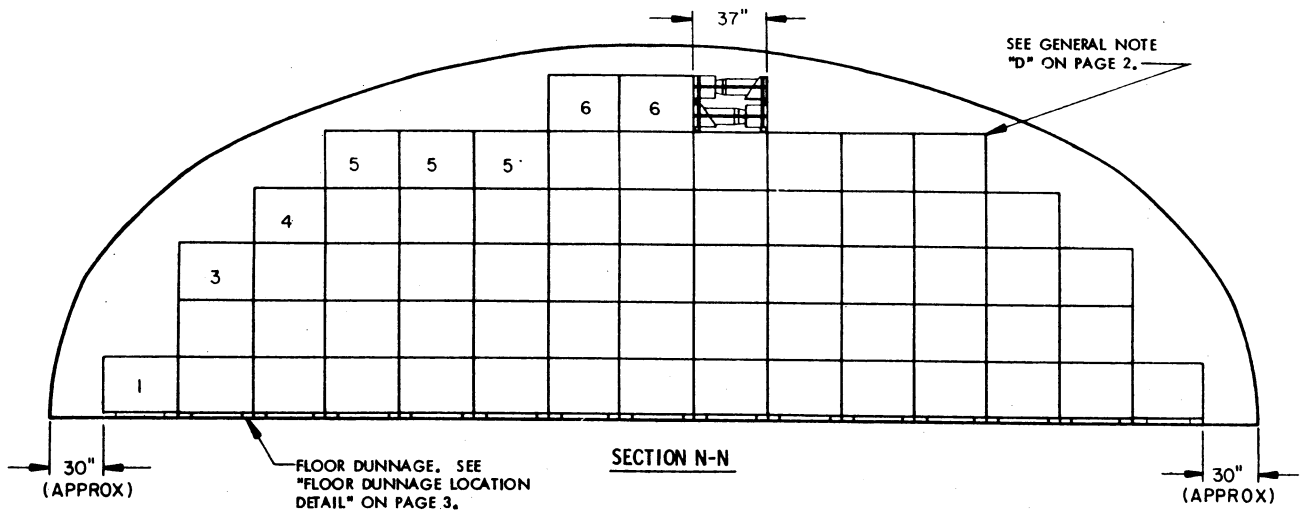 37"
SEE GENERAL NOTE
"D" ON PAGE 2.
6 6
5 5 5
4
3
1
30"
(APPROX)
FLOOR DUNNAGE. SEE
"FLOOR DUNNAGE LOCATION
DETAIL" ON PAGE 3.
SECTION N-N
30"
(APPROX)